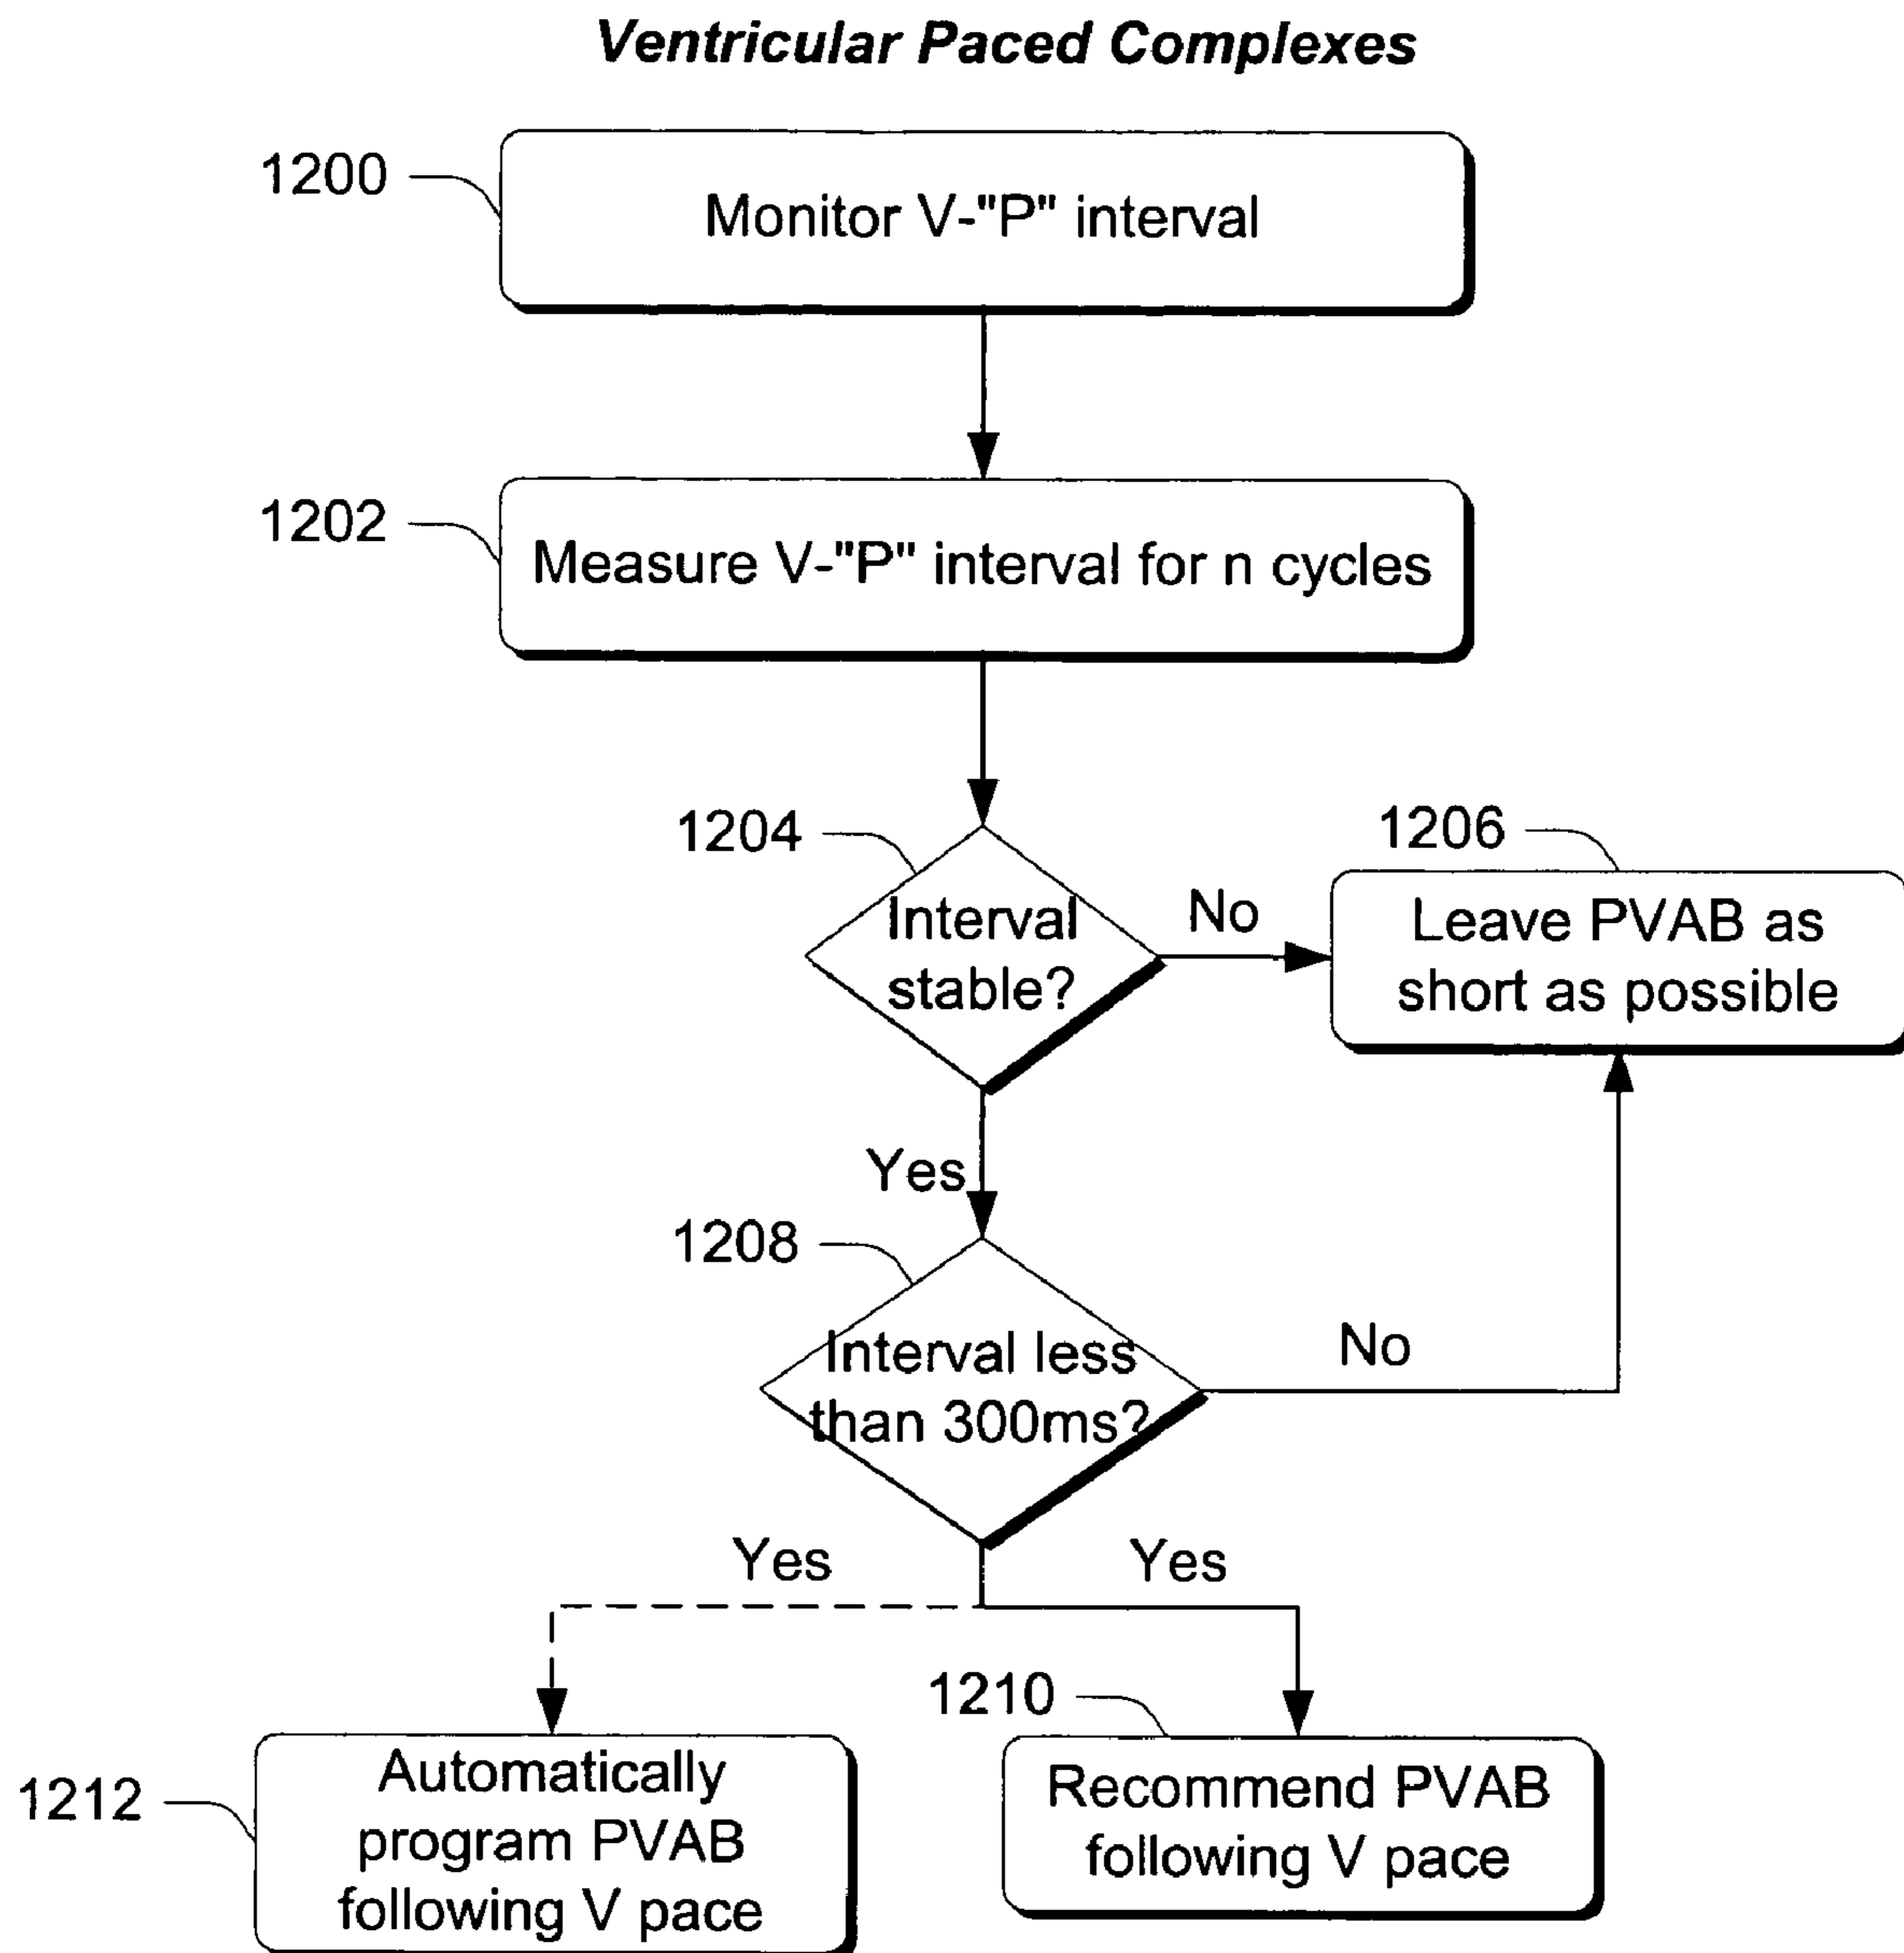 Ventricular Paced Complexes
1200
Monitor V-"P" interval
1202
Measure V-"P" interval for n cycles
1204
Interval
stable?
No
1206
Leave PVAB as
short as possible
Yes
1208
Interval less
than 300ms?
No
Yes
Yes
1212
Automatically
program PVAB
following V pace
1210
Recommend PVAB
following V pace